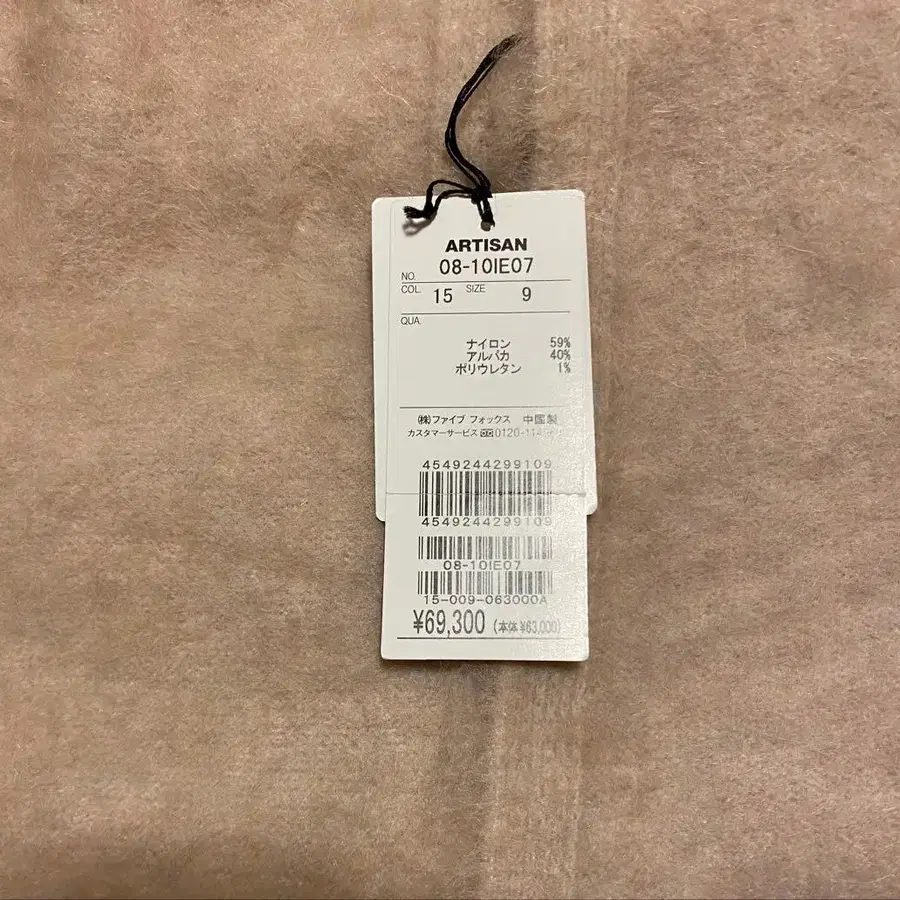 ARTISAN
NO. 08-10IE07
COL. 15 SIZE 9
QUA.
ナイロン 59%
アルパカ 40%
ポリウレタン 1%
(株)ファイブ フォックス 中国製
カスタマーサービス 0120-114
4549244299109
4549244299109
08-10IE07
15-009-063000A
¥69,300 (本体¥63,000)